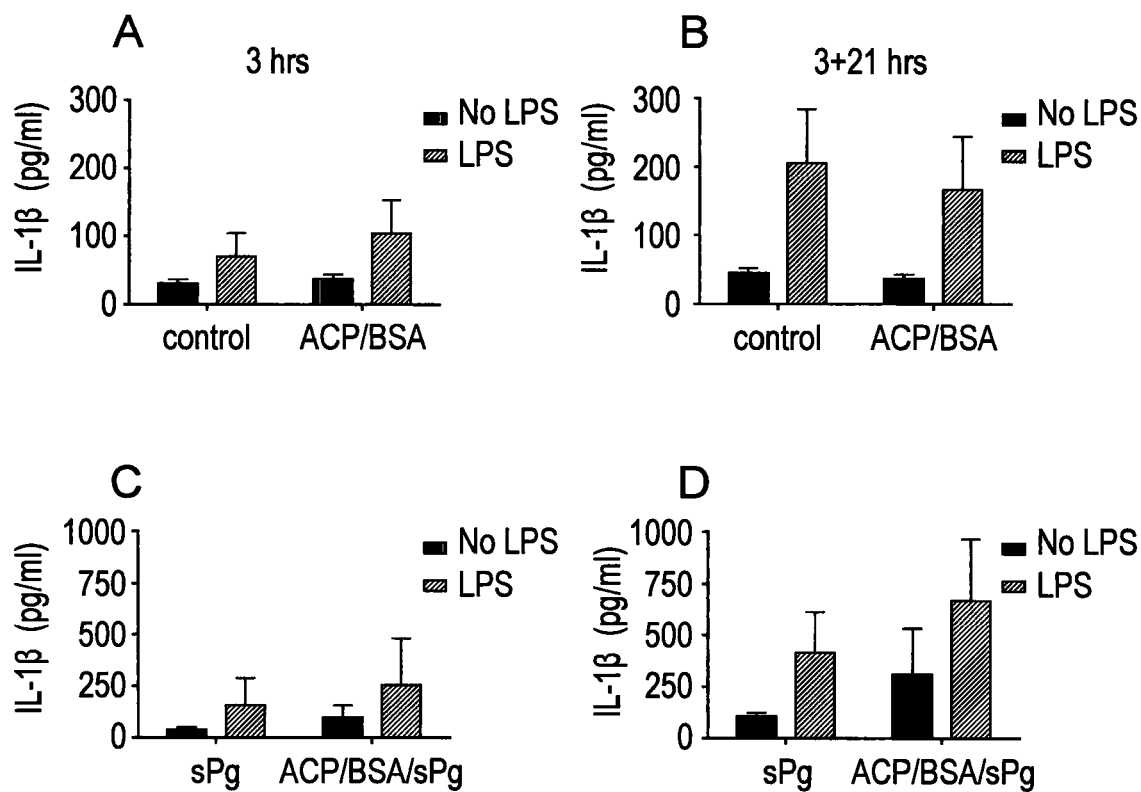 A
3 hrs
IL-1β (pg/ml)
300
200
100
0
No LPS
LPS
control
ACP/BSA
B
3+21 hrs
IL-1β (pg/ml)
300
200
100
0
No LPS
LPS
control
ACP/BSA
C
IL-1β (pg/ml)
1000
750
500
250
0
No LPS
LPS
sPg
ACP/BSA/sPg
D
IL-1β (pg/ml)
1000
750
500
250
0
No LPS
LPS
sPg
ACP/BSA/sPg